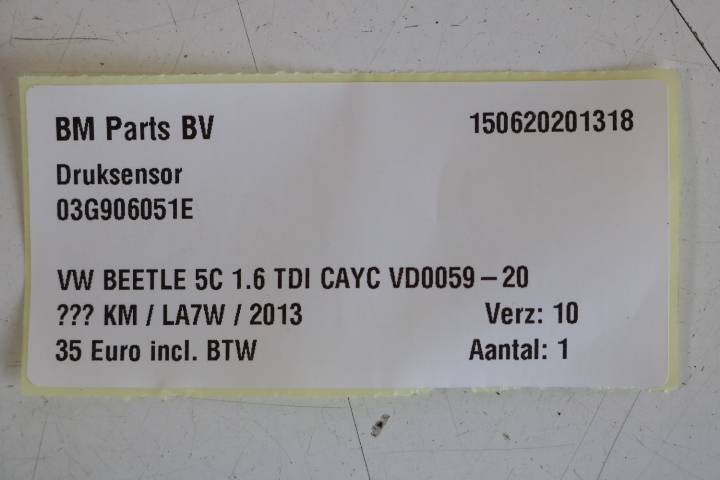 BM Parts BV 150620201318
Druksensor
03G906051E
VW BEETLE 5C 1.6 TDI CAYC VD0059 – 20
??? KM / LA7W / 2013 Verz: 10
35 Euro incl. BTW Aantal: 1